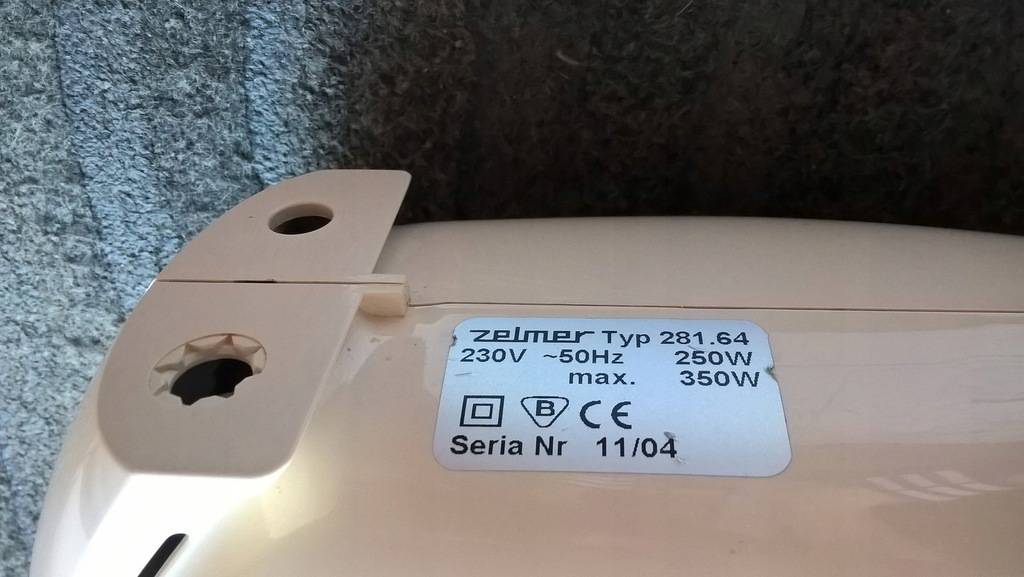 zelmer Typ 281.64
230V ~50Hz 250W
max. 350W
B CE
Seria Nr 11/04